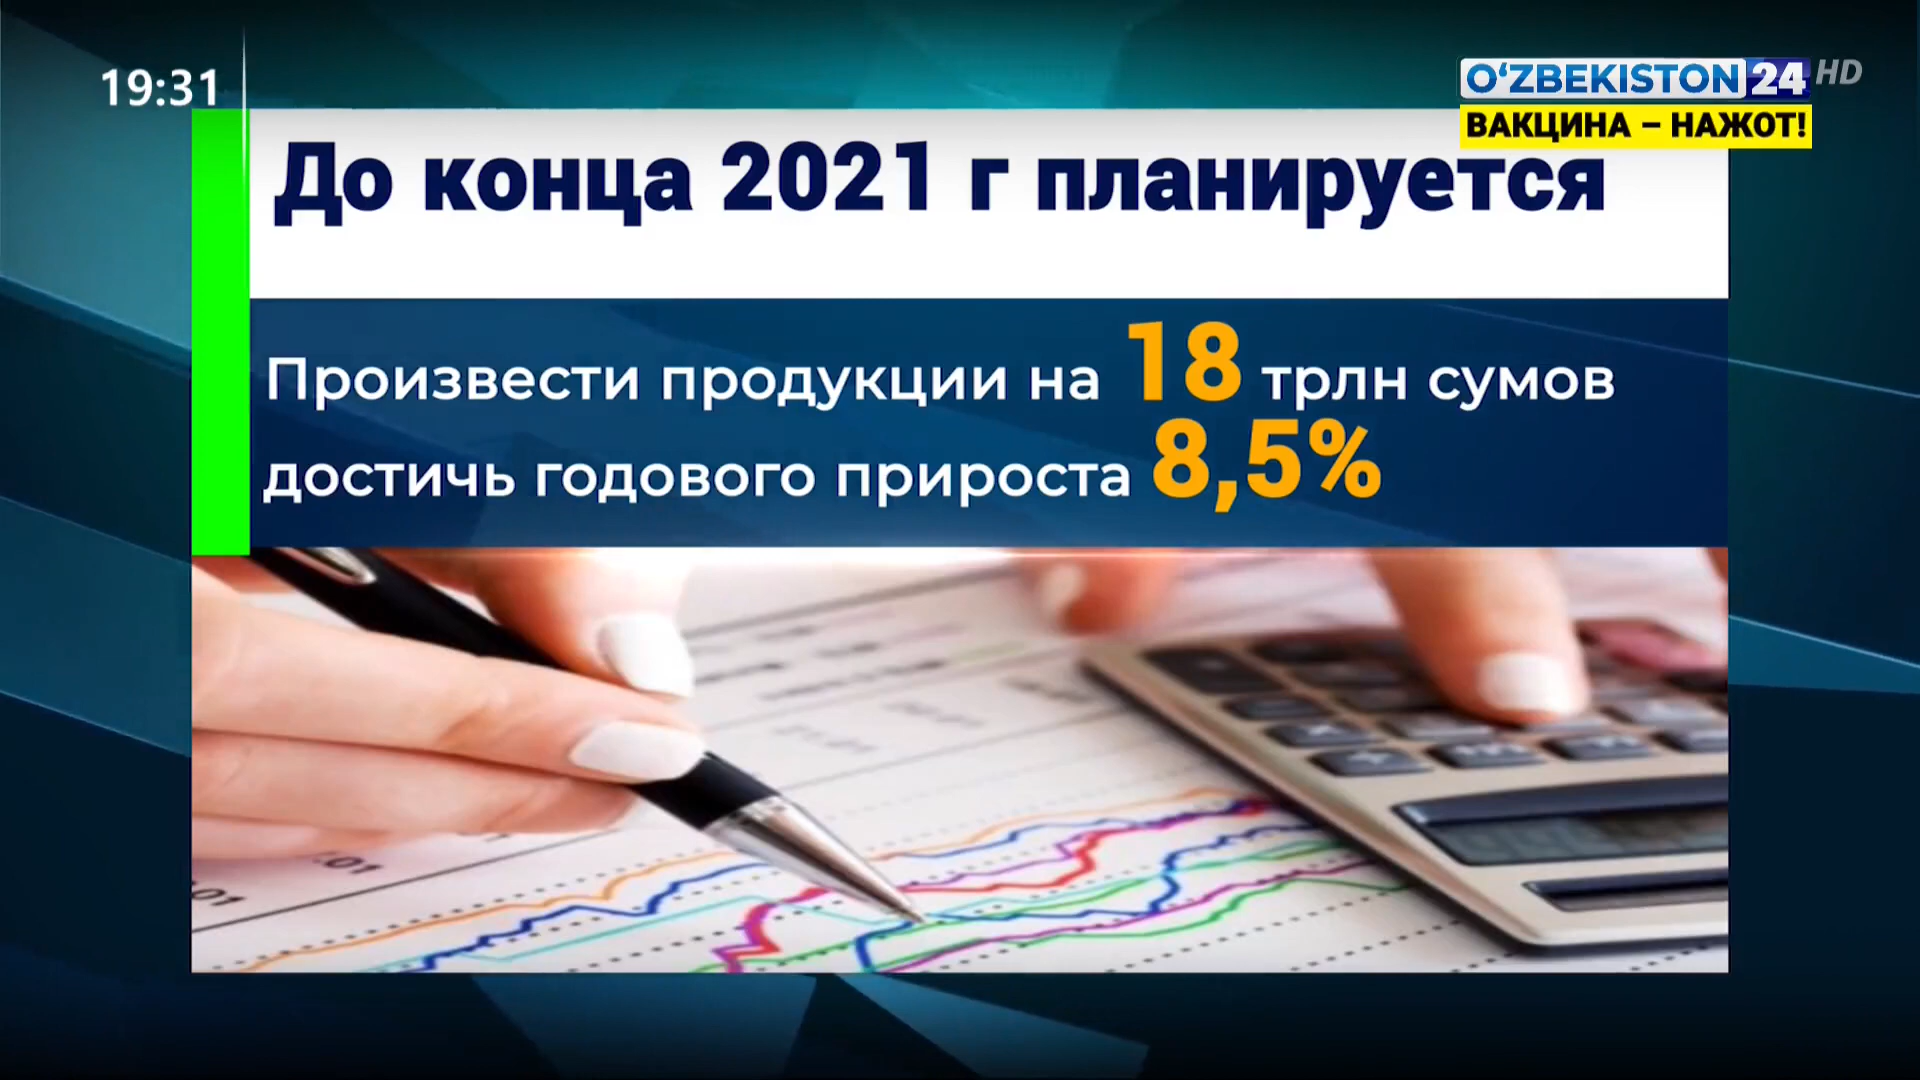 19:31
O‘ZBEKISTON 24 HD
ВАКЦИНА – НАЖОТ!
До конца 2021 г планируется
Произвести продукции на 18 трлн сумов
достичь годового прироста 8,5%